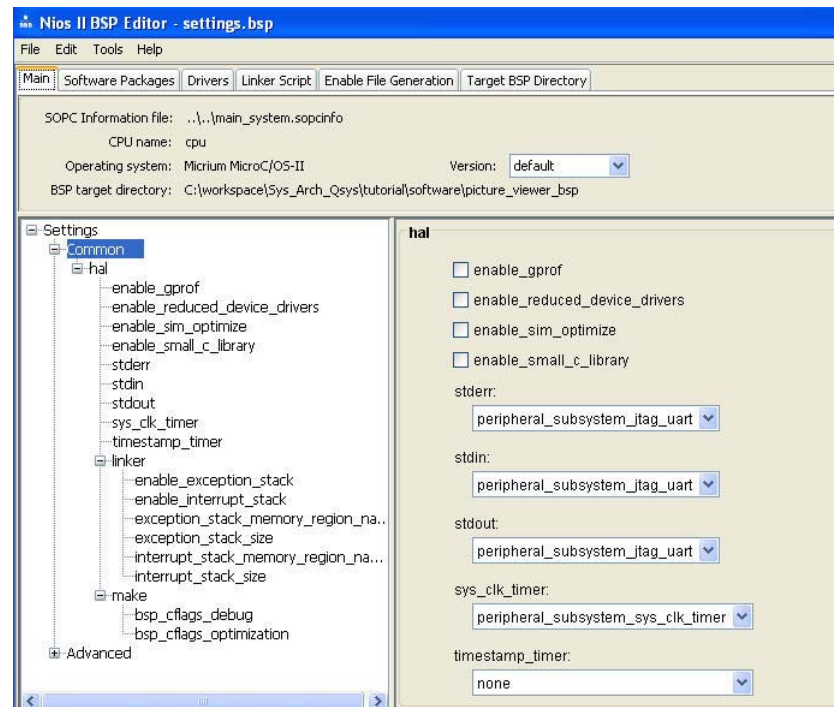 Nios II BSP Editor - settings.bsp
File Edit Tools Help
Main Software Packages Drivers Linker Script Enable File Generation Target BSP Directory
SOPC Information file: ..\..\main_system.sopcinfo
CPU name: cpu
Operating system: Micrium MicroC/OS-II Version: default
BSP target directory: C:\workspace\Sys_Arch_Qsys\tutorial\software\picture_viewer_bsp
Settings
Common
hal
enable_gprof
enable_reduced_device_drivers
enable_sim_optimize
enable_small_c_library
stderr
stdin
stdout
sys_clk_timer
timestamp_timer
linker
enable_exception_stack
enable_interrupt_stack
exception_stack_memory_region_na...
exception_stack_size
interrupt_stack_memory_region_na...
interrupt_stack_size
make
bsp_cflags_debug
bsp_cflags_optimization
Advanced
hal
enable_gprof
enable_reduced_device_drivers
enable_sim_optimize
enable_small_c_library
stderr:
peripheral_subsystem_jtag_uart
stdin:
peripheral_subsystem_jtag_uart
stdout:
peripheral_subsystem_jtag_uart
sys_clk_timer:
peripheral_subsystem_sys_clk_timer
timestamp_timer:
none